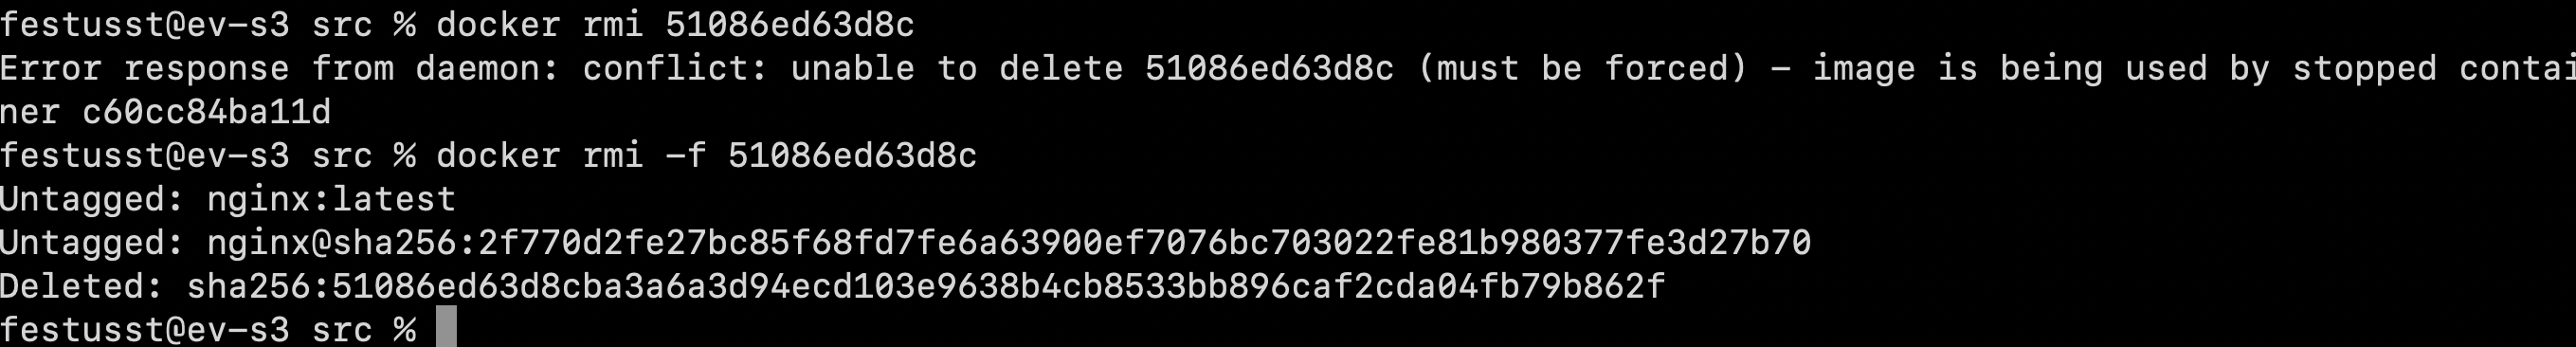 festusst@ev-s3 src % docker rmi 51086ed63d8c
Error response from daemon: conflict: unable to delete 51086ed63d8c (must be forced) - image is being used by stopped contai
ner c60cc84ba11d
festusst@ev-s3 src % docker rmi -f 51086ed63d8c
Untagged: nginx:latest
Untagged: nginx@sha256:2f770d2fe27bc85f68fd7fe6a63900ef7076bc703022fe81b980377fe3d27b70
Deleted: sha256:51086ed63d8cba3a6a3d94ecd103e9638b4cb8533bb896caf2cda04fb79b862f
festusst@ev-s3 src %